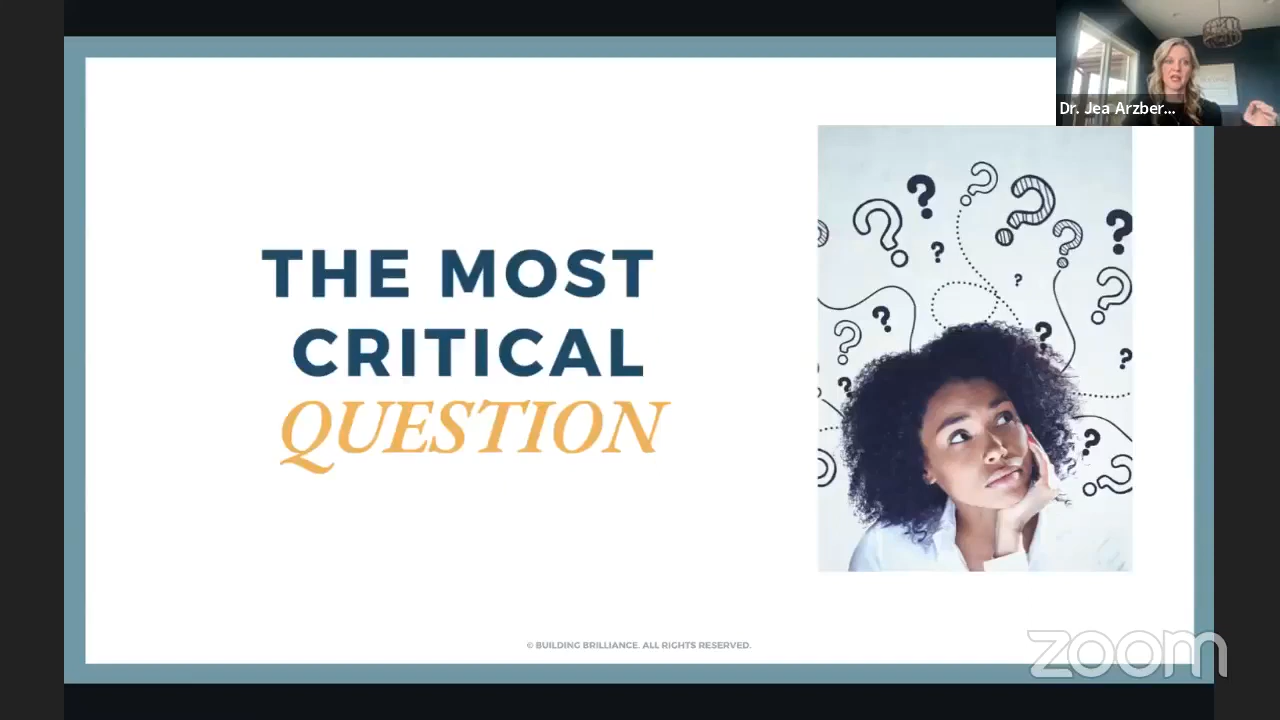 Dr. Jea Arzber...
THE MOST
CRITICAL
QUESTION
© BUILDING BRILLIANCE. ALL RIGHTS RESERVED.
zoom